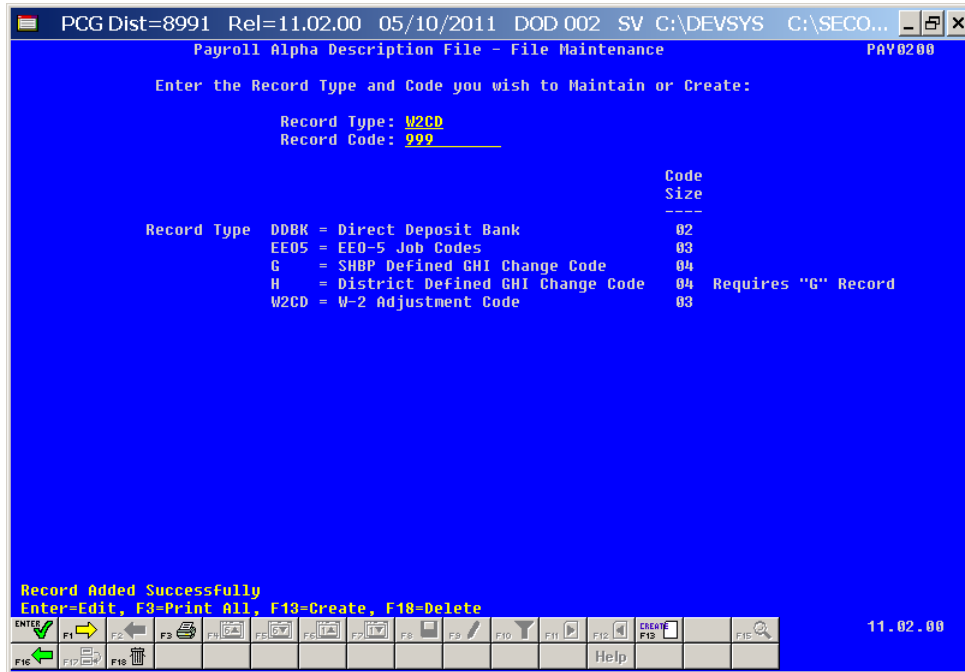 PCG Dist=8991 Rel=11.02.00 05/10/2011 DOD 002 SV C:\DEVSYS C:\SECO...
Payroll Alpha Description File - File Maintenance PAY0200
Enter the Record Type and Code you wish to Maintain or Create:
Record Type: W2CD
Record Code: 999
Code
Size
----
Record Type DDBK = Direct Deposit Bank 02
EEO5 = EEO-5 Job Codes 03
G = SHBP Defined GHI Change Code 04
H = District Defined GHI Change Code 04 Requires "G" Record
W2CD = W-2 Adjustment Code 03
Record Added Successfully
Enter=Edit, F3=Print All, F13=Create, F18=Delete
ENTER F1 F2 F3 F4 F5 F6 F7 F8 F9 F10 F11 F12 CREATE F13 F15 11.02.00
F16 F17 F18 Help